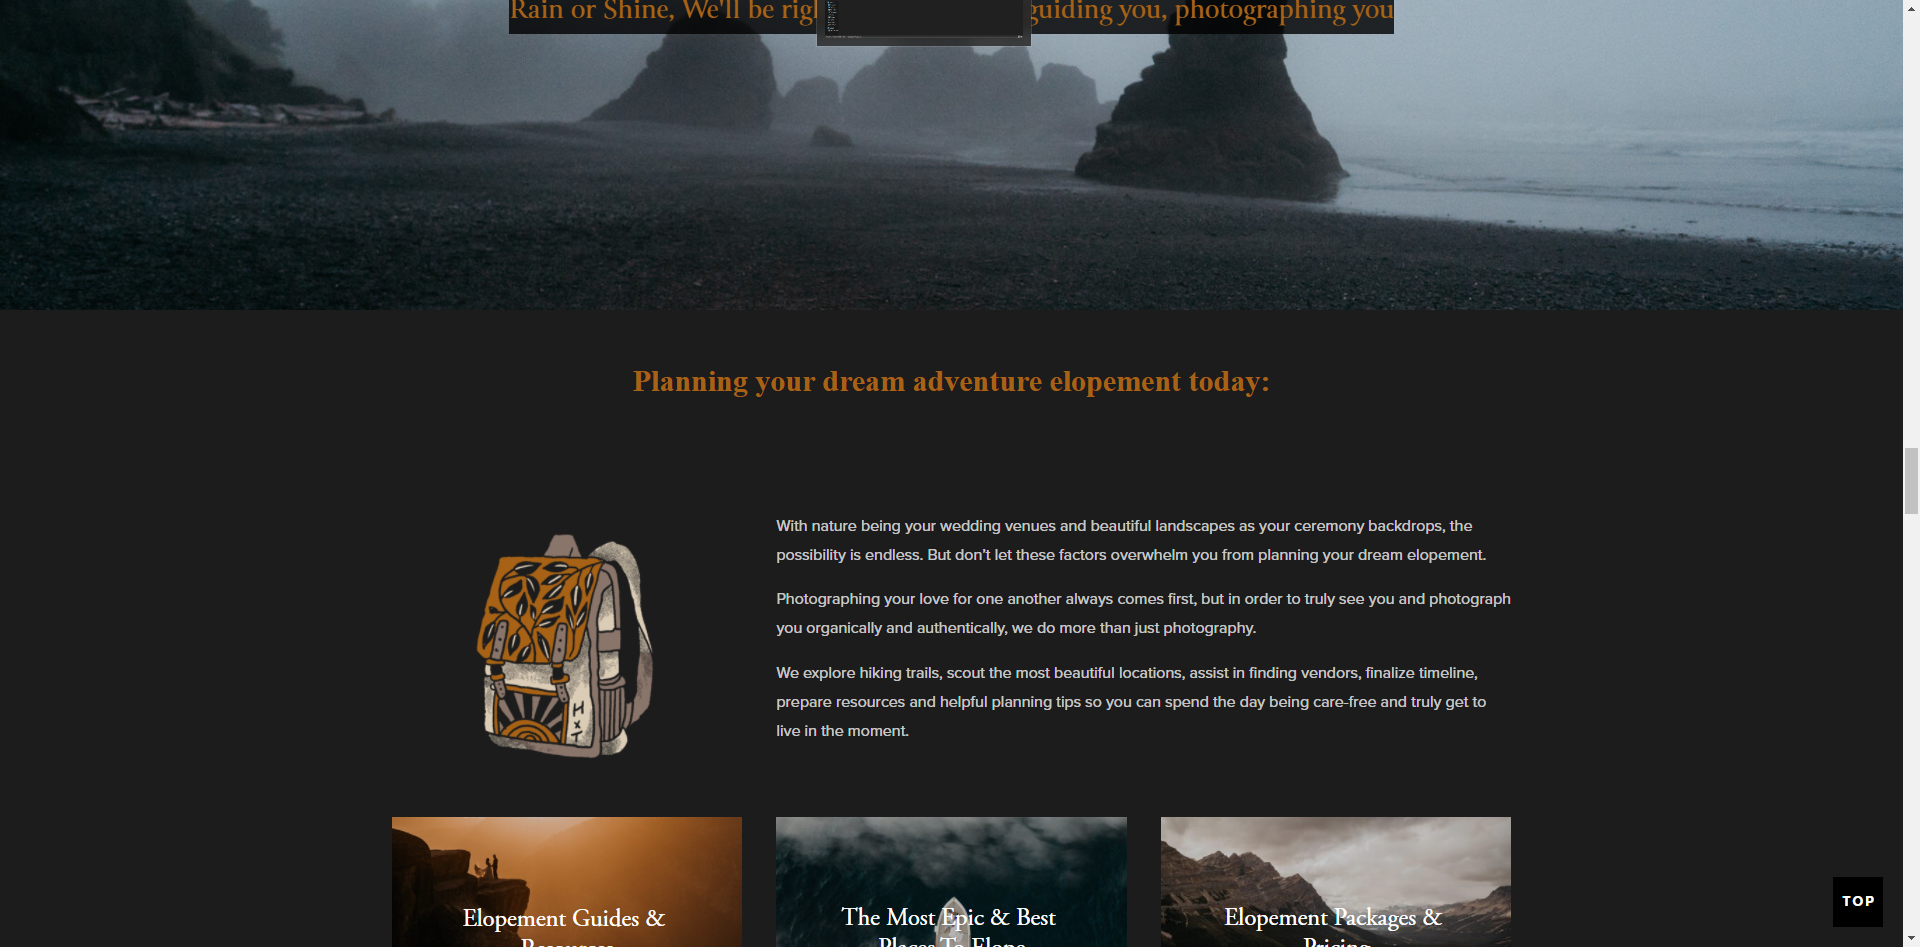 Rain or Shine, We'll be guiding you, photographing you
Planning your dream adventure elopement today:
With nature being your wedding venues and beautiful landscapes as your ceremony backdrops, the
possibility is endless. But don't let these factors overwhelm you from planning your dream elopement.
Photographing your love for one another always comes first, but in order to truly see you and photograph
you organically and authentically, we do more than just photography.
We explore hiking trails, scout the most beautiful locations, assist in finding vendors, finalize timeline,
prepare resources and helpful planning tips so you can spend the day being care-free and truly get to
live in the moment.
H
x
T
Elopement Guides &
Resources
The Most Epic & Best
Places To Elope
Elopement Packages &
Pricing
TOP